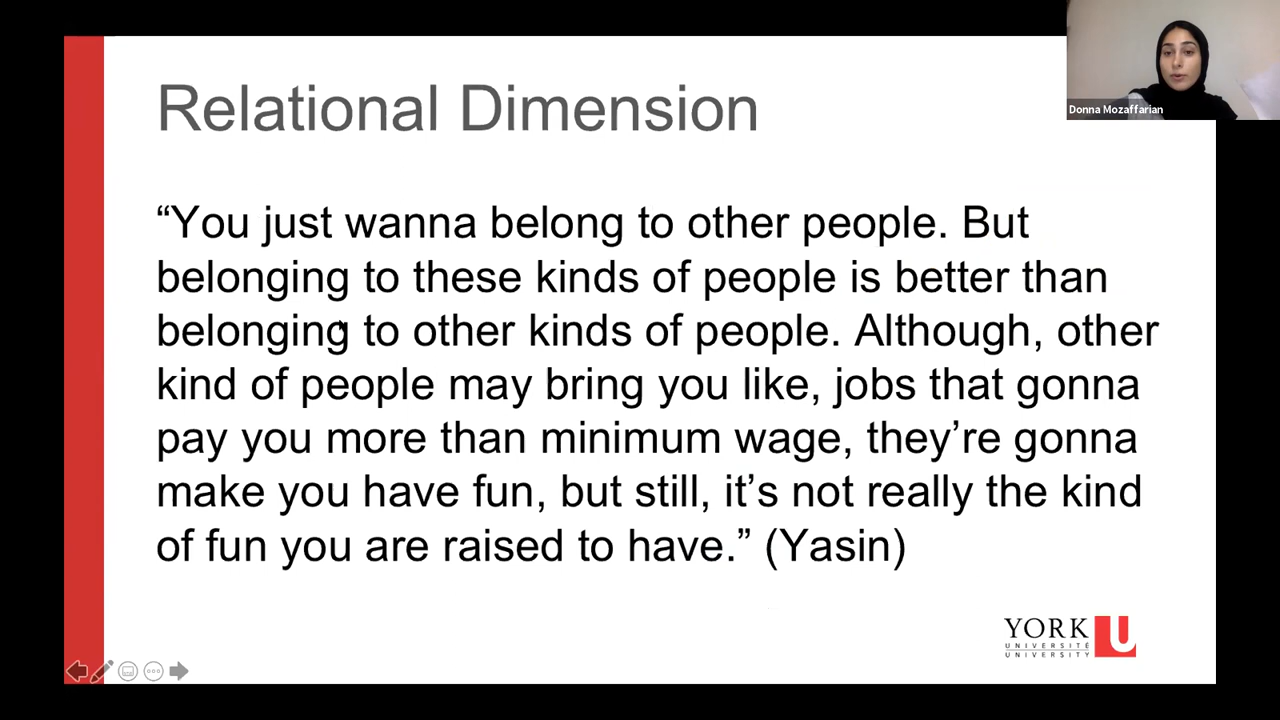 Relational Dimension
Donna Mozaffarian
“You just wanna belong to other people. But
belonging to these kinds of people is better than
belonging to other kinds of people. Although, other
kind of people may bring you like, jobs that gonna
pay you more than minimum wage, they’re gonna
make you have fun, but still, it’s not really the kind
of fun you are raised to have.” (Yasin)
YORK U
UNIVERSITÉ
UNIVERSITY